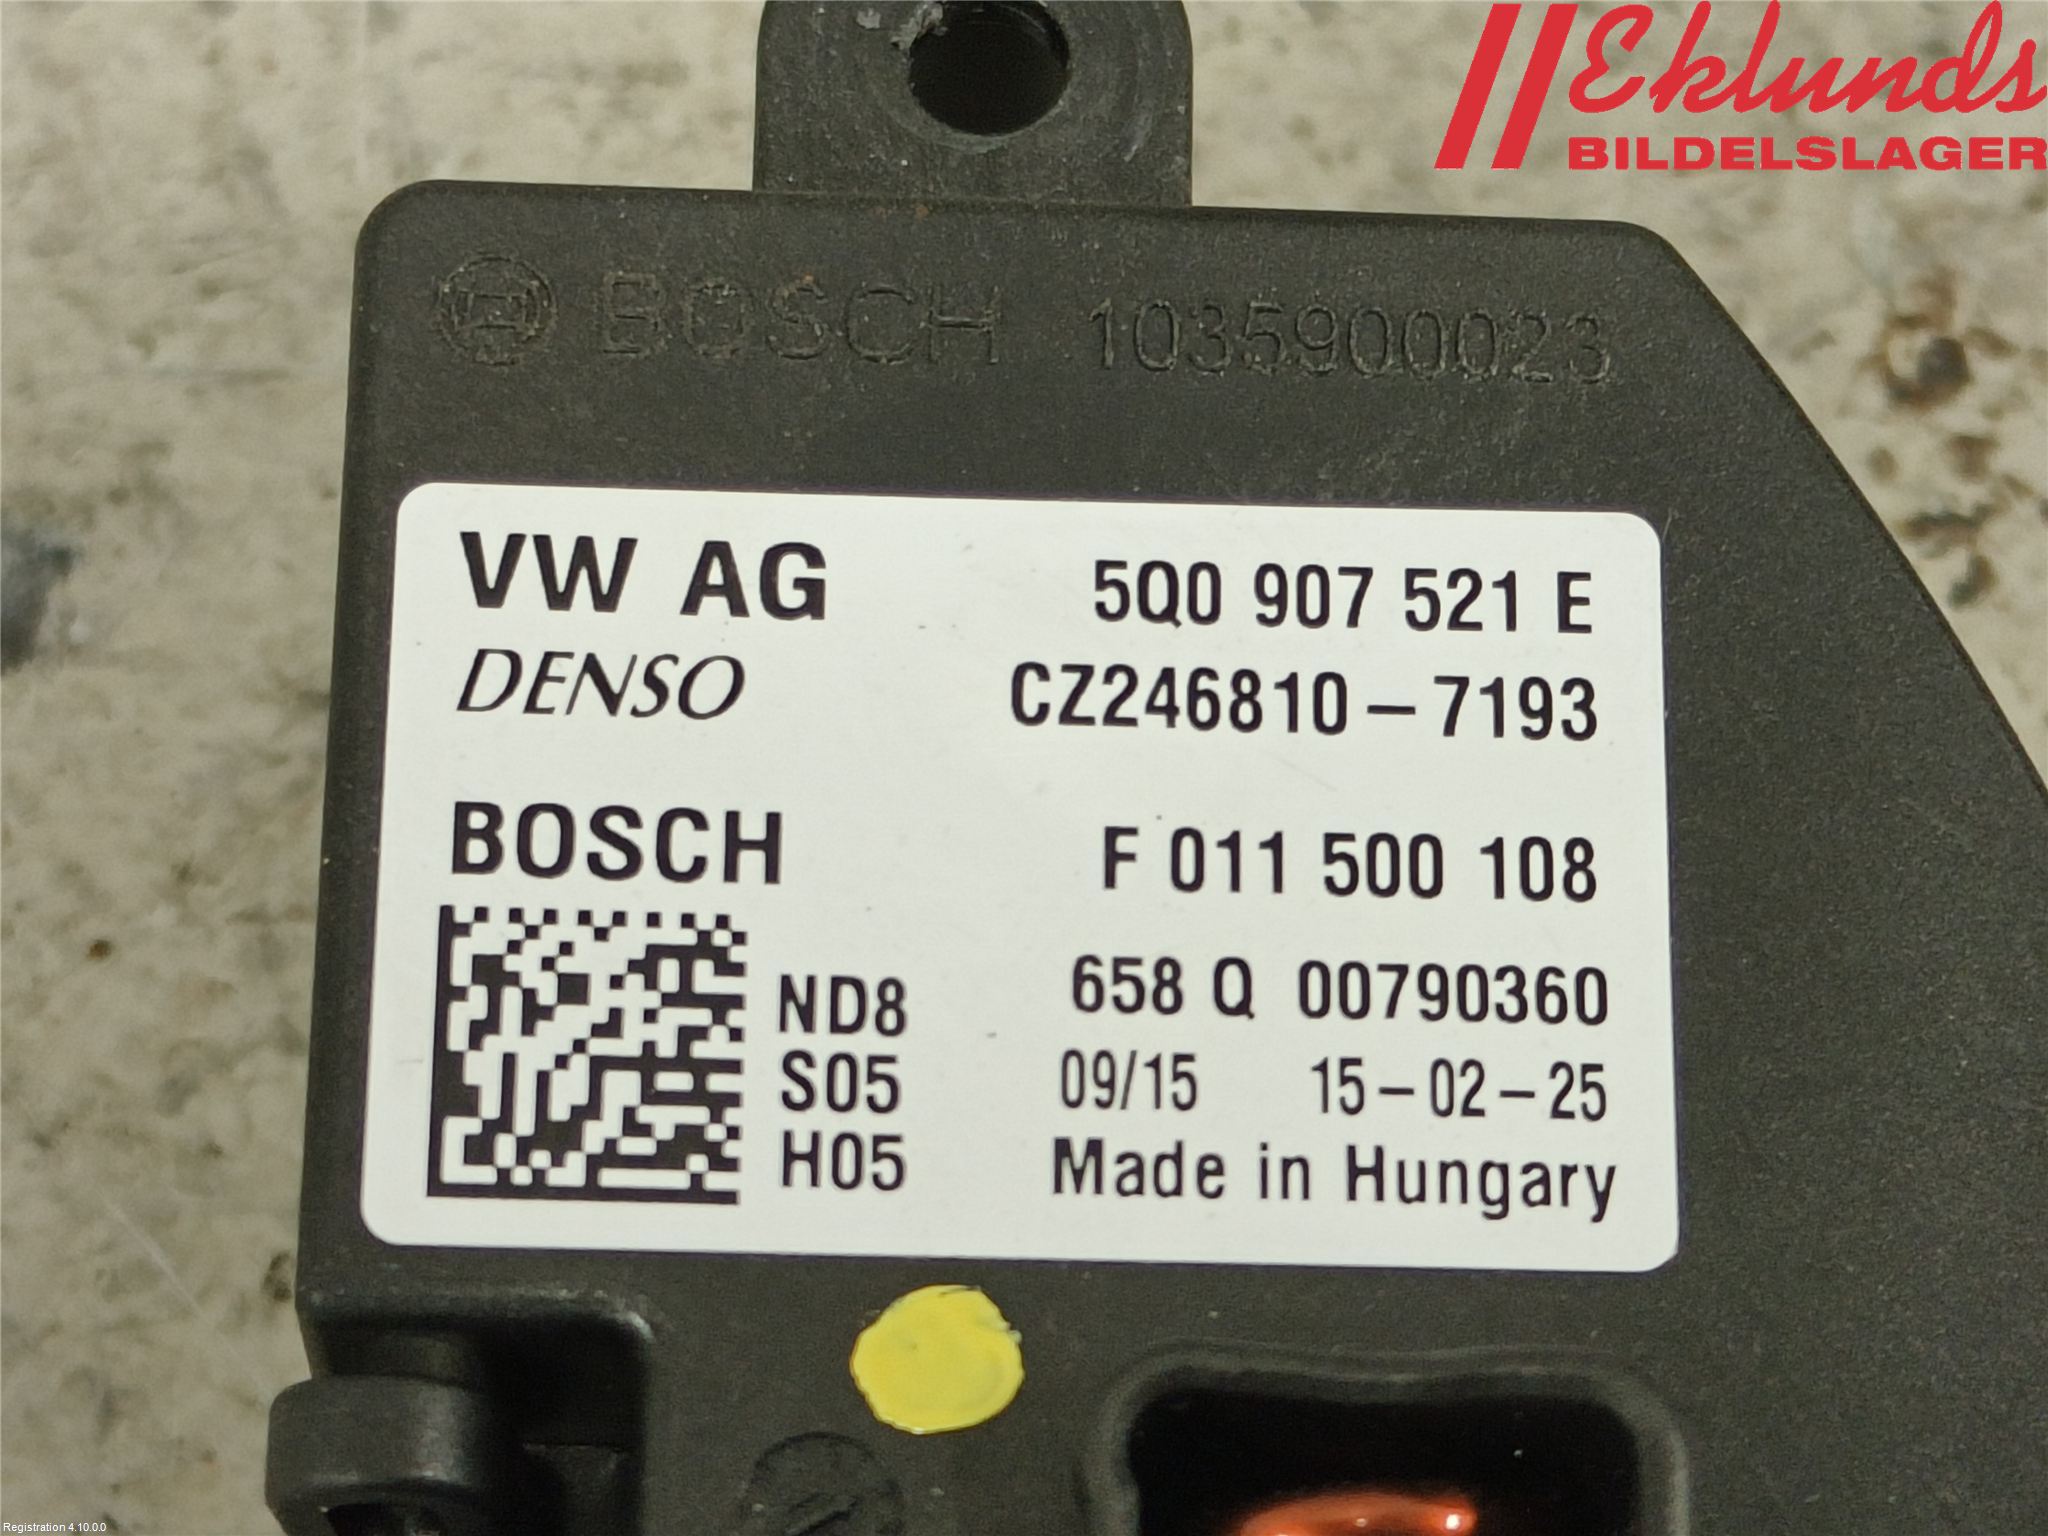 Eklunds
BILDELSLAGER
BOSCH 1035900023
VW AG 5Q0 907 521 E
DENSO CZ246810-7193
BOSCH F 011 500 108
ND8 658 Q 00790360
S05 09/15 15-02-25
H05 Made in Hungary
Registration 4.10.0.0